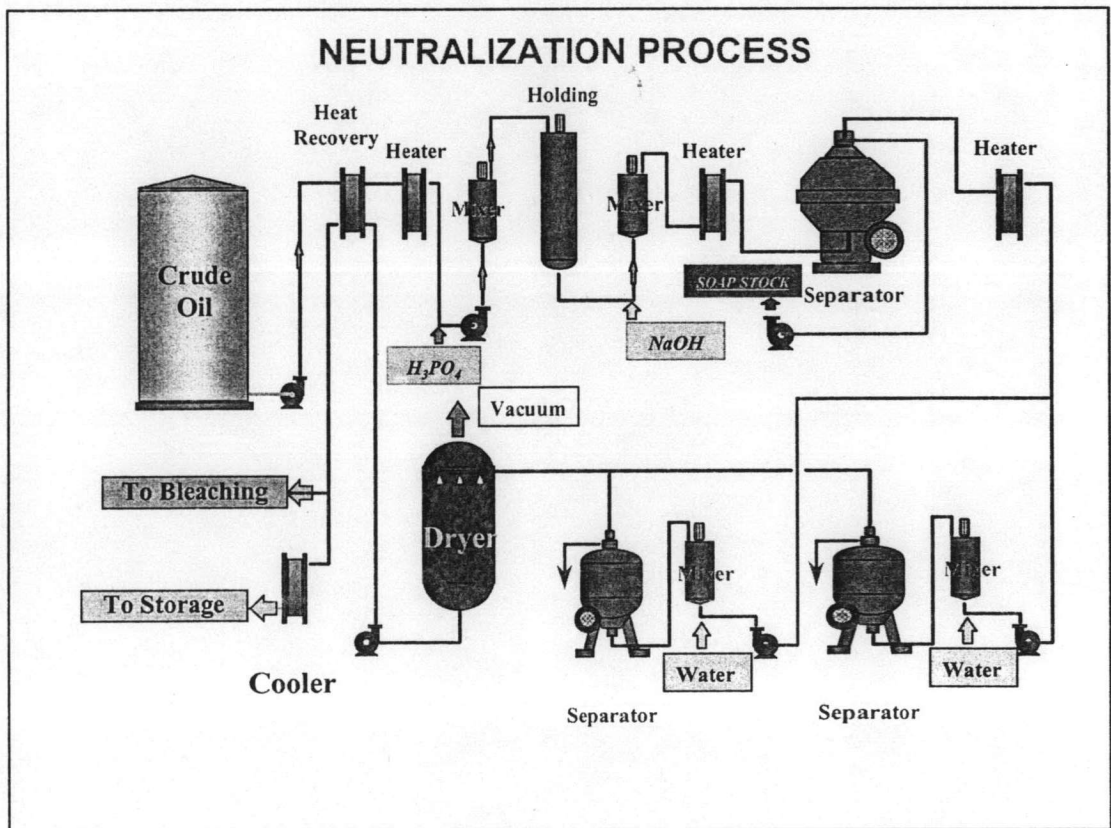 NEUTRALIZATION PROCESS
Holding
Heat
Recovery
Heater
Heater
Heater
Mixer
Mixer
Crude
Oil
SOAP STOCK
Separator
H₃PO₄
NaOH
Vacuum
To Bleaching
Dryer
Mixer
Mixer
To Storage
Cooler
Water
Water
Separator
Separator